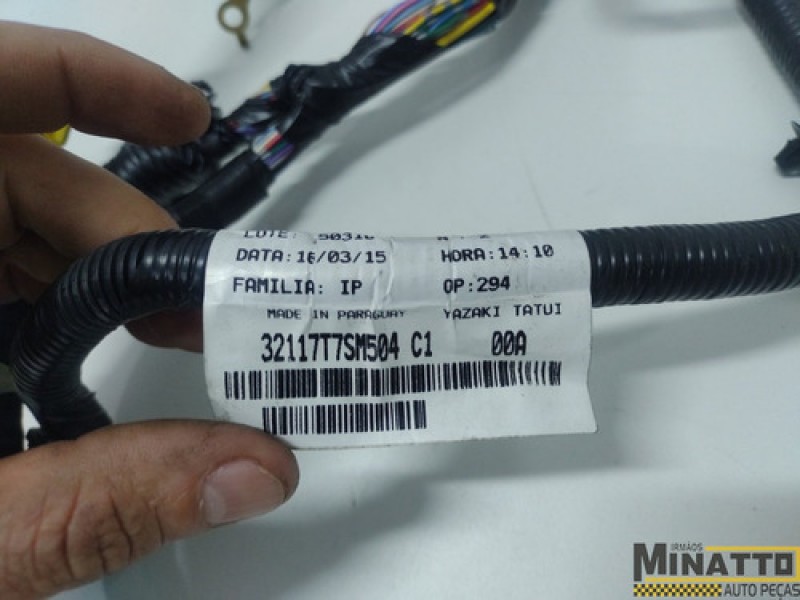 DATA:16/03/15 HORA:14:10
FAMILIA: IP OP:294
MADE IN PARAGUAY YAZAKI TATUI
32117T7SM504 C1 00A
IRMÃOS
MINATTO
AUTO PEÇAS